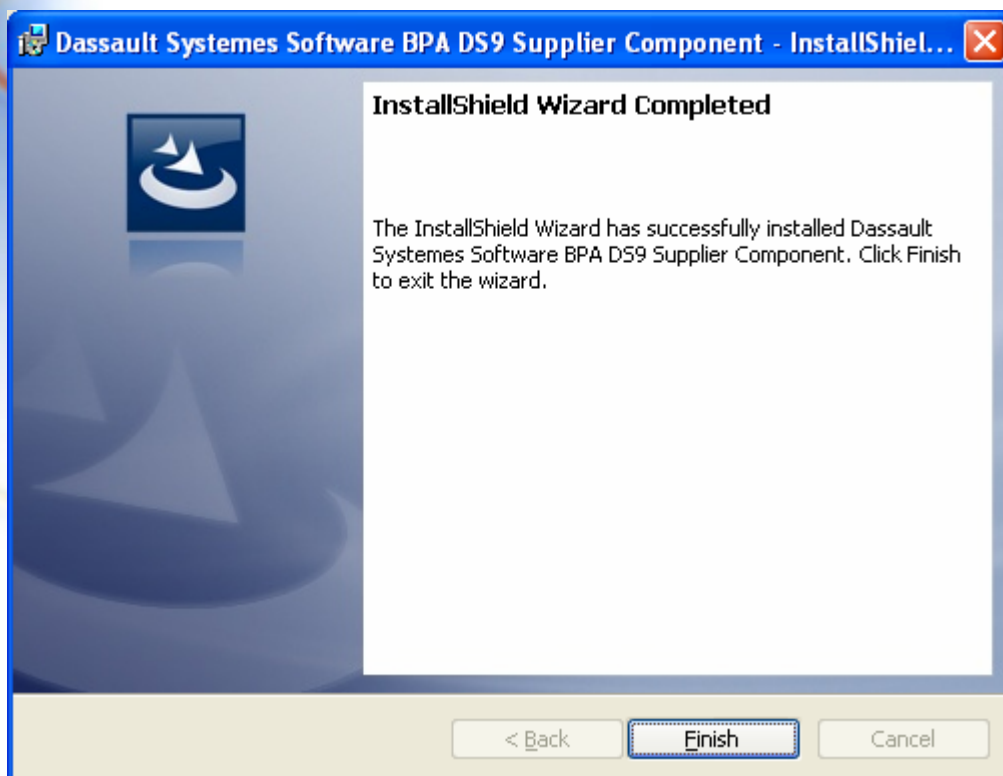 Dassault Systemes Software BPA DS9 Supplier Component - InstallShiel...
InstallShield Wizard Completed
The InstallShield Wizard has successfully installed Dassault
Systemes Software BPA DS9 Supplier Component. Click Finish
to exit the wizard.
< Back
Finish
Cancel